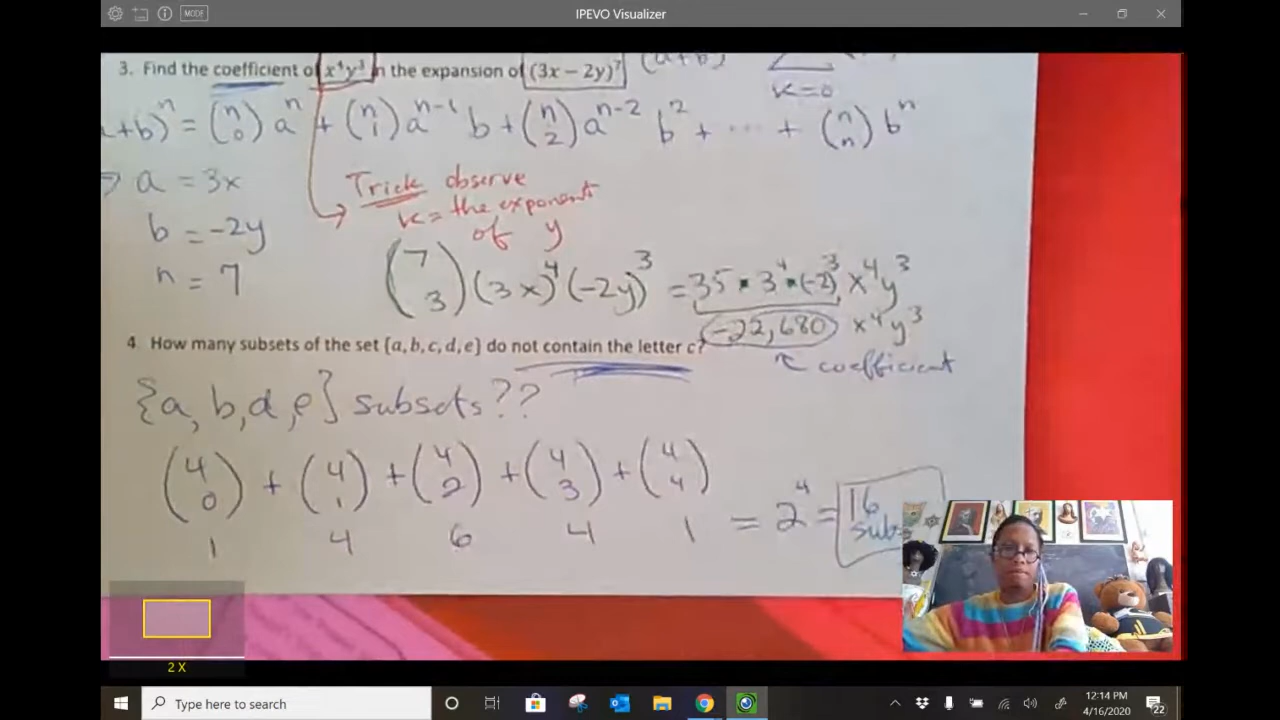 IPEVO Visualizer
MODE
3. Find the coefficient of x⁴y³ in the expansion of (3x – 2y)⁷ (a+b)
K=0
+b)ⁿ = (n 0) aⁿ + (n 1) aⁿ⁻¹ b + (n 2) aⁿ⁻² b² + ⋯ + (n n) bⁿ
⇒ a = 3x
Trick observe
K = the exponent
of y
b = -2y
n = 7
(7 3) (3x)⁴ (-2y)³ = 35 · 3⁴ · (-2)³ x⁴y³
-22,680 x⁴y³
4. How many subsets of the set {a, b, c, d, e} do not contain the letter c?
coefficient
{a, b, d, e} subsets??
(4 0) + (4 1) + (4 2) + (4 3) + (4 4)
1 4 6 4 1 = 2⁴ = 16
2 X
Type here to search
12:14 PM
4/16/2020
22